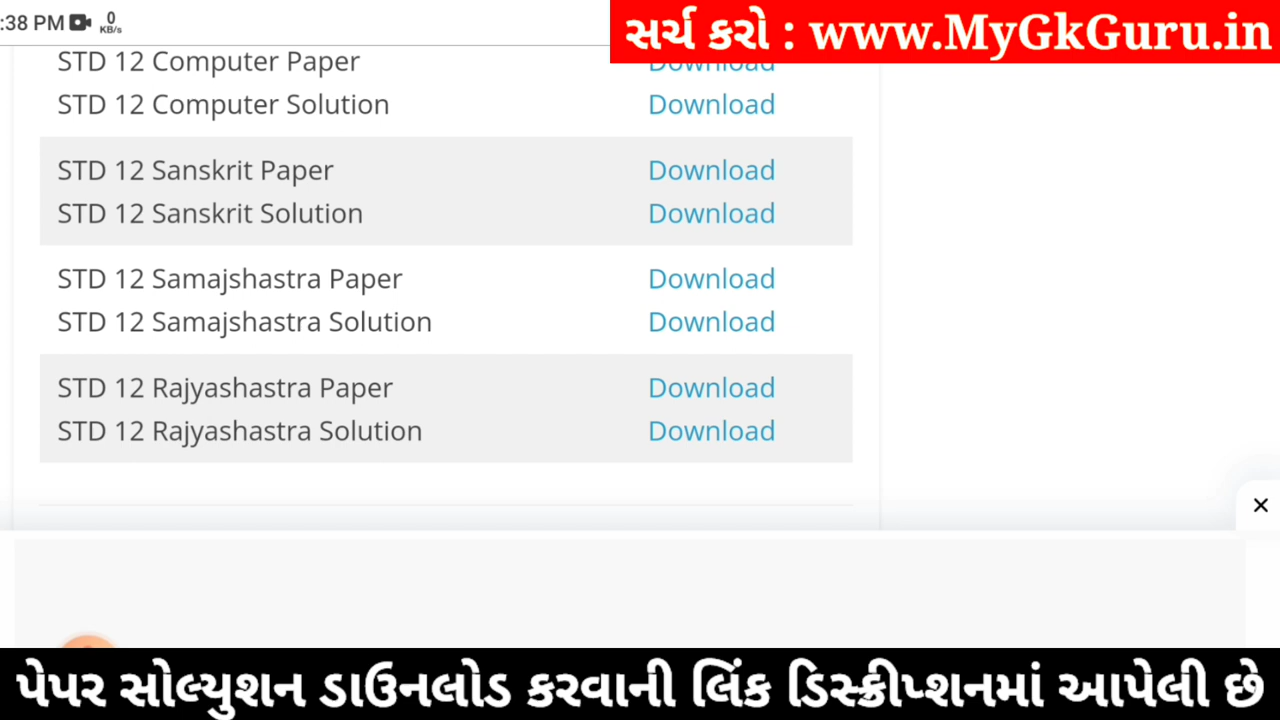 :38 PM 0 KB/s
સર્ચ કરો : www.MyGkGuru.in
STD 12 Computer Paper Download
STD 12 Computer Solution Download
STD 12 Sanskrit Paper Download
STD 12 Sanskrit Solution Download
STD 12 Samajshastra Paper Download
STD 12 Samajshastra Solution Download
STD 12 Rajyashastra Paper Download
STD 12 Rajyashastra Solution Download
પેપર સોલ્યુશન ડાઉનલોડ કરવાની લિંક ડિસ્ક્રીપ્શનમાં આપેલી છે